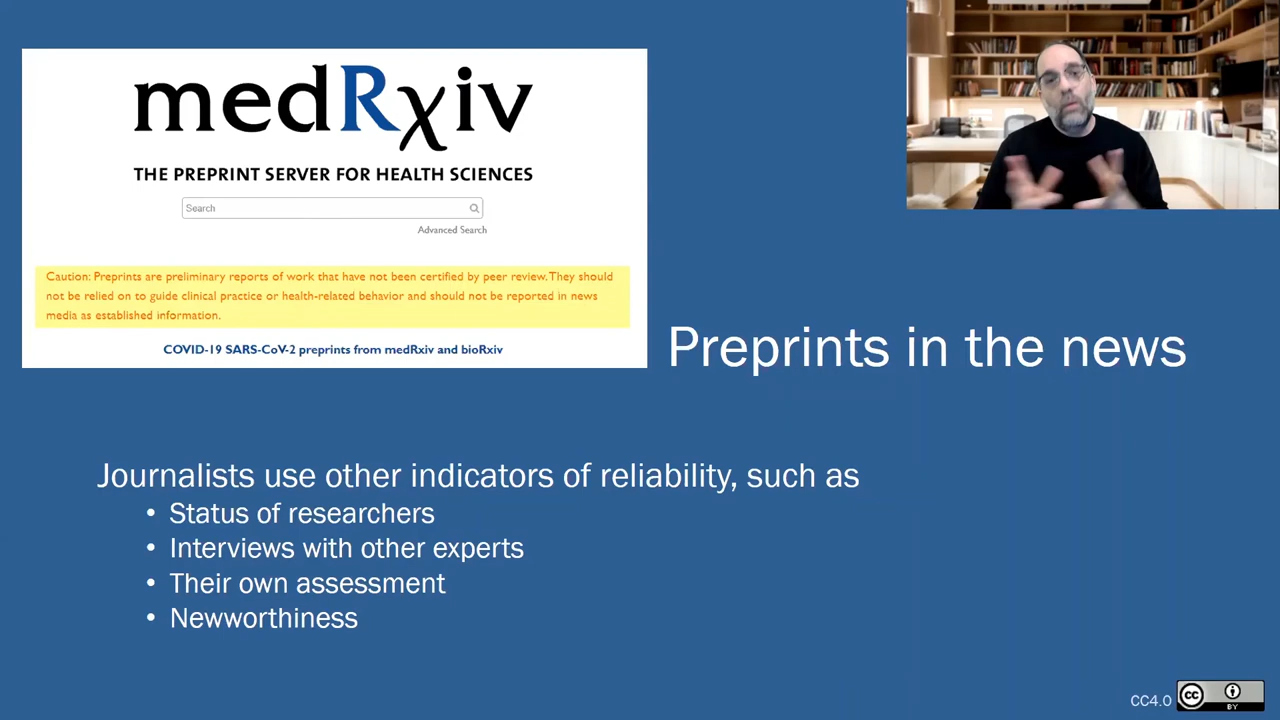 medRχiv
THE PREPRINT SERVER FOR HEALTH SCIENCES
Search
Advanced Search
Caution: Preprints are preliminary reports of work that have not been certified by peer review. They should
not be relied on to guide clinical practice or health-related behavior and should not be reported in news
media as established information.
COVID-19 SARS-CoV-2 preprints from medRxiv and bioRxiv
Preprints in the news
Journalists use other indicators of reliability, such as
• Status of researchers
• Interviews with other experts
• Their own assessment
• Newworthiness
CC4.0
cc
BY